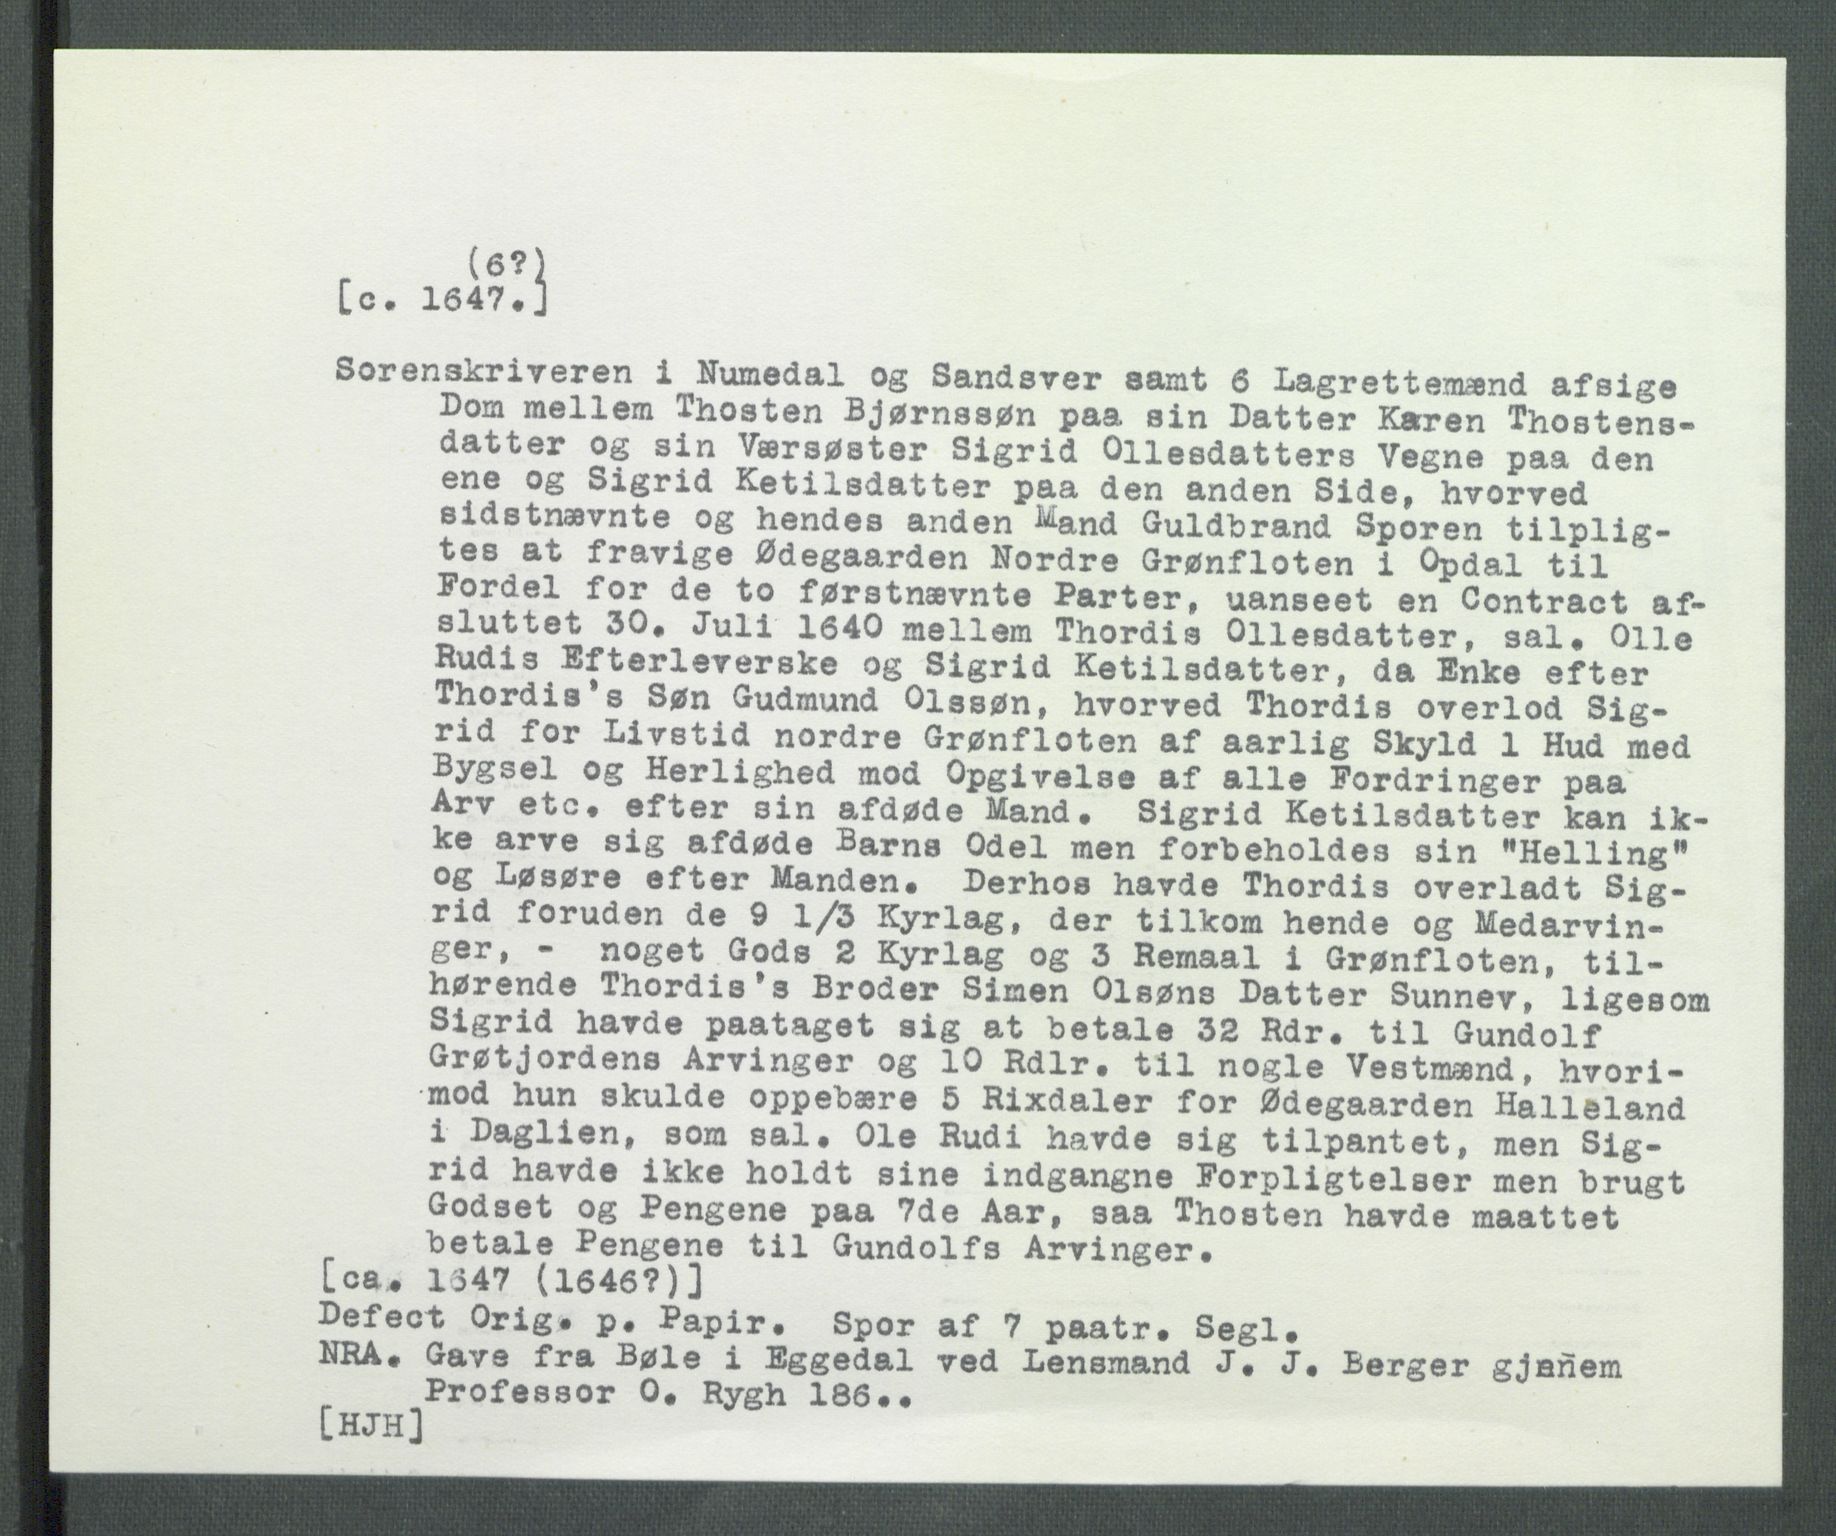 (6?)
[c. 1647.]
Sorenskriveren i Numedal og Sandsver samt 6 Lagrettemænd afsige
Dom mellem Thosten Bjørnssøn paa sin Datter Karen Thostens-
datter og sin Værsøster Sigrid Ollesdatters Vegne paa den
ene og Sigrid Ketilsdatter paa den anden Side, hvorved
sidstnævnte og hendes anden Mand Guldbrand Sporen tilplig-
tes at fravige Ødegaarden Nordre Grønfloten i Opdal til
Fordel for de to førstnævnte Parter, uanseet en Contract af-
sluttet 30. Juli 1640 mellem Thordis Ollesdatter, sal. Olle
Rudis Efterleverske og Sigrid Ketilsdatter, da Enke efter
Thordis's Søn Gudmund Olssøn, hvorved Thordis overlod Sig-
rid for Livstid nordre Grønfloten af aarlig Skyld 1 Hud med
Bygsel og Herlighed mod Opgivelse af alle Fordringer paa
Arv etc. efter sin afdøde Mand. Sigrid Ketilsdatter kan ik-
ke arve sig afdøde Barns Odel men forbeholdes sin "Helling"
og Løsøre efter Manden. Derhos havde Thordis overladt Sig-
rid foruden de 9 1/3 Kyrlag, der tilkom hende og Medarvin-
ger, - noget Gods 2 Kyrlag og 3 Remaal i Grønfloten, til-
hørende Thordis's Broder Simen Olsøns Datter Sunnev, ligesom
Sigrid havde paataget sig at betale 32 Rdr. til Gundolf
Grøtjordens Arvinger og 10 Rdlr. til nogle Vestmænd, hvori-
mod hun skulde oppebære 5 Rixdaler for Ødegaarden Halleland
i Daglien, som sal. Ole Rudi havde sig tilpantet, men Sig-
rid havde ikke holdt sine indgangne Forpligtelser men brugt
Godset og Pengene paa 7de Aar, saa Thosten havde maattet
betale Pengene til Gundolfs Arvinger.
[ca. 1647 (1646?)]
Defect Orig. p. Papir. Spor af 7 paatr. Segl.
NRA. Gave fra Bøle i Eggedal ved Lensmand J. J. Berger gjen̄em
Professor O. Rygh 186..
[HJH]